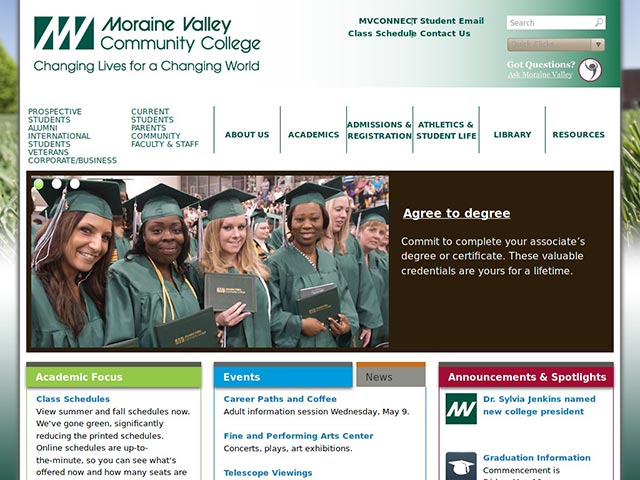 Moraine Valley
Community College
Changing Lives for a Changing World
MVCONNECT Student Email
Class Schedule Contact Us
Search
Quick Clicks
Got Questions?
Ask Moraine Valley
PROSPECTIVE
STUDENTS
ALUMNI
INTERNATIONAL
STUDENTS
VETERANS
CORPORATE/BUSINESS
CURRENT
STUDENTS
PARENTS
COMMUNITY
FACULTY & STAFF
ABOUT US
ACADEMICS
ADMISSIONS &
REGISTRATION
ATHLETICS &
STUDENT LIFE
LIBRARY
RESOURCES
Agree to degree
Commit to complete your associate's
degree or certificate. These valuable
credentials are yours for a lifetime.
Academic Focus
Class Schedules
View summer and fall schedules now.
We've gone green, significantly
reducing the printed schedules.
Online schedules are up-to-
the-minute, so you can see what's
offered now and how many seats are
Events
News
Career Paths and Coffee
Adult information session Wednesday, May 9.
Fine and Performing Arts Center
Concerts, plays, art exhibitions.
Telescope Viewings
Announcements & Spotlights
Dr. Sylvia Jenkins named
new college president
Graduation Information
Commencement is